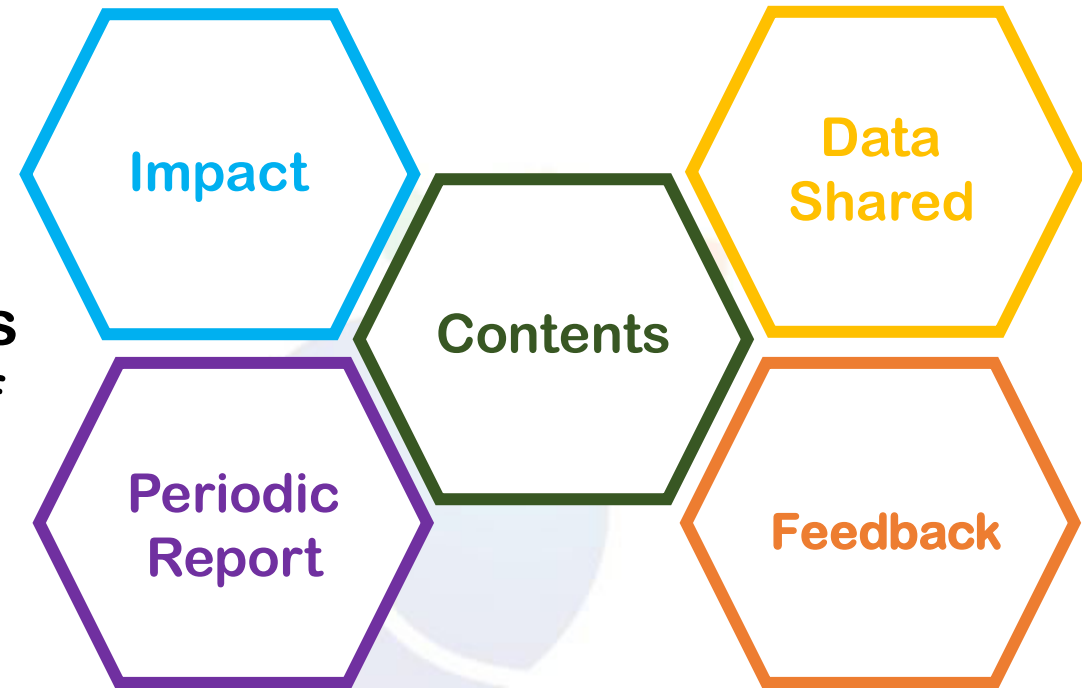 Impact
Data
Shared
Contents
Periodic
Report
Feedback